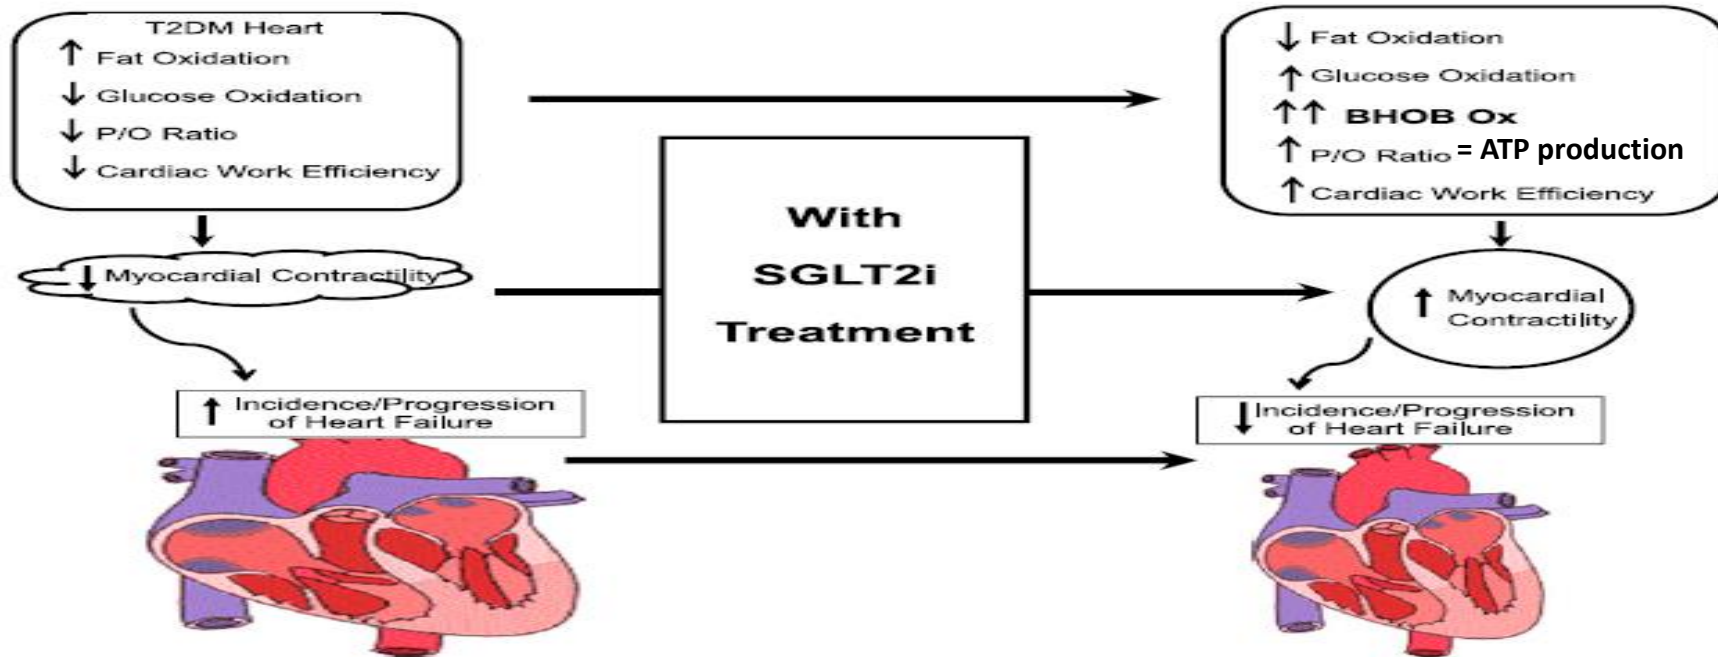 T2DM Heart
↑ Fat Oxidation
↓ Glucose Oxidation
↓ P/O Ratio
↓ Cardiac Work Efficiency
↓ Myocardial Contractility
↑ Incidence/Progression
of Heart Failure
With
SGLT2i
Treatment
↓ Fat Oxidation
↑ Glucose Oxidation
↑↑ BHOB Ox
↑ P/O Ratio = ATP production
↑ Cardiac Work Efficiency
↑ Myocardial
Contractility
↓ Incidence/Progression
of Heart Failure